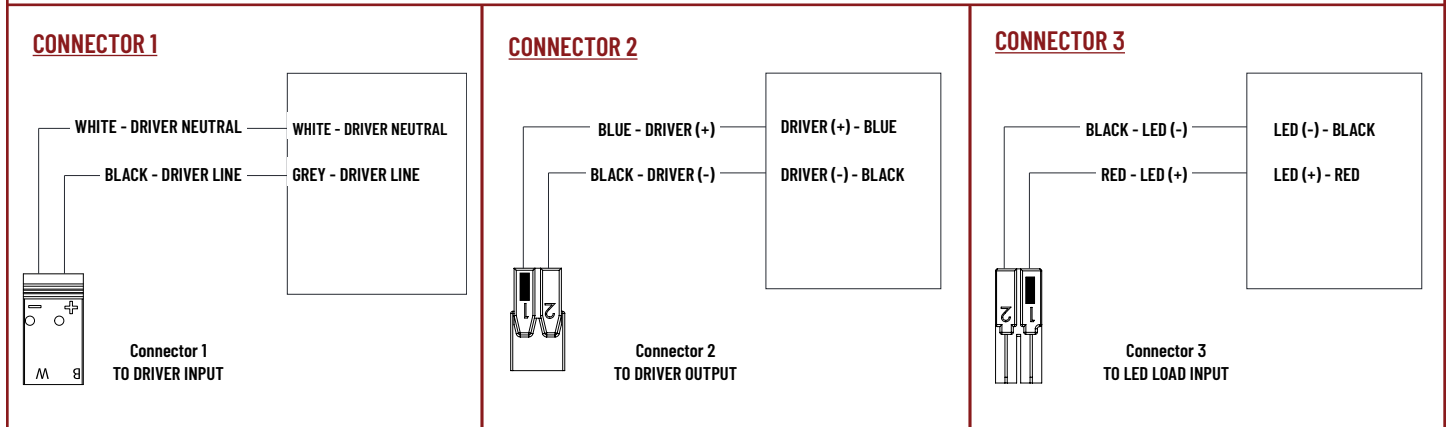 CONNECTOR 1
WHITE - DRIVER NEUTRAL
WHITE - DRIVER NEUTRAL
BLACK - DRIVER LINE
GREY - DRIVER LINE
- +
W B
Connector 1
TO DRIVER INPUT
CONNECTOR 2
BLUE - DRIVER (+)
DRIVER (+) - BLUE
BLACK - DRIVER (-)
DRIVER (-) - BLACK
1 2
Connector 2
TO DRIVER OUTPUT
CONNECTOR 3
BLACK - LED (-)
LED (-) - BLACK
RED - LED (+)
LED (+) - RED
2 1
Connector 3
TO LED LOAD INPUT